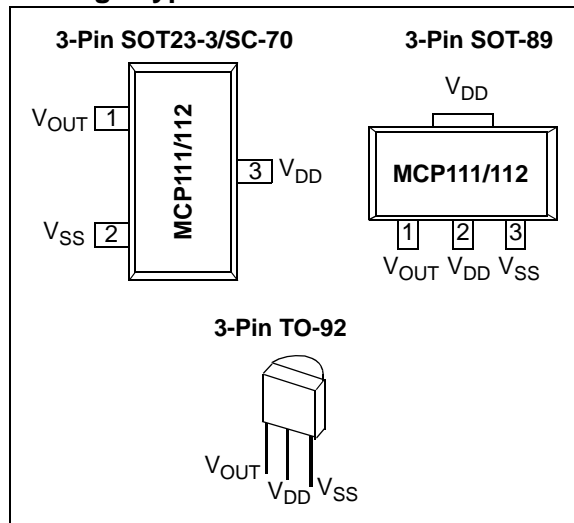 3-Pin SOT23-3/SC-70
VOUT 1
VSS 2
MCP111/112
3 VDD
3-Pin SOT-89
VDD
MCP111/112
1 2 3
VOUT VDD VSS
3-Pin TO-92
VOUT
VDD
VSS